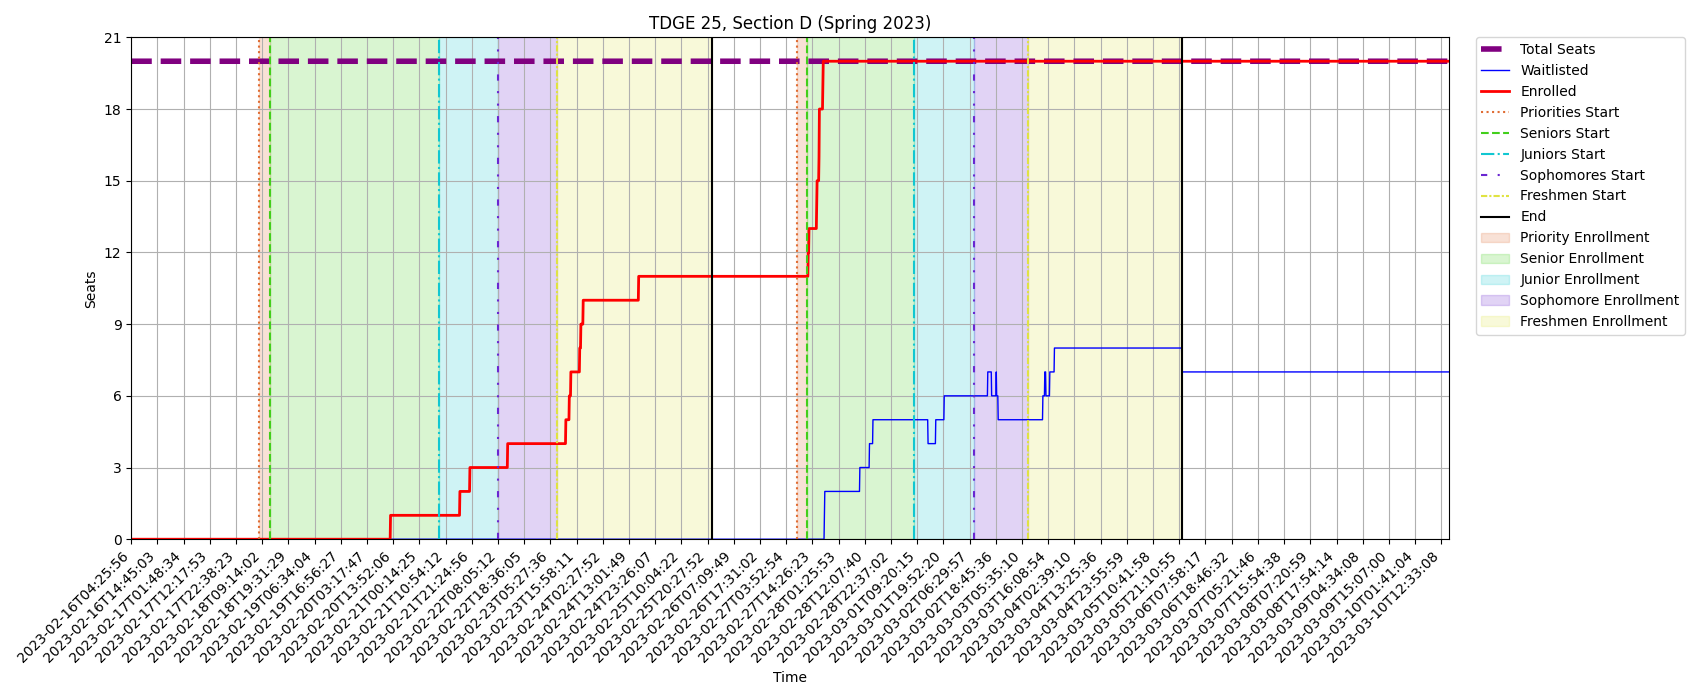 TDGE 25, Section D (Spring 2023)
Seats
21
18
15
12
9
6
3
0
2023-02-16T04:25:56
2023-02-16T14:45:03
2023-02-17T01:48:34
2023-02-17T12:17:53
2023-02-17T22:38:23
2023-02-18T09:14:02
2023-02-18T19:31:29
2023-02-19T06:34:04
2023-02-19T16:56:27
2023-02-20T03:17:47
2023-02-20T13:52:06
2023-02-21T00:14:25
2023-02-21T10:54:12
2023-02-21T21:24:56
2023-02-22T08:05:12
2023-02-22T18:36:05
2023-02-23T05:27:36
2023-02-23T15:58:11
2023-02-24T02:27:52
2023-02-24T13:01:49
2023-02-24T23:26:07
2023-02-25T10:04:22
2023-02-25T20:27:52
2023-02-26T07:09:49
2023-02-26T17:31:02
2023-02-27T03:52:54
2023-02-27T14:26:23
2023-02-28T01:25:53
2023-02-28T12:07:40
2023-02-28T22:37:02
2023-03-01T09:20:15
2023-03-01T19:52:20
2023-03-02T06:29:57
2023-03-02T18:45:36
2023-03-03T05:35:10
2023-03-03T16:08:54
2023-03-04T02:39:10
2023-03-04T13:25:36
2023-03-04T23:55:59
2023-03-05T10:41:58
2023-03-05T21:10:55
2023-03-06T07:58:17
2023-03-06T18:46:32
2023-03-07T05:21:46
2023-03-07T15:54:38
2023-03-08T07:20:59
2023-03-08T17:54:14
2023-03-09T04:34:08
2023-03-09T15:07:00
2023-03-10T01:41:04
2023-03-10T12:33:08
Time
Total Seats
Waitlisted
Enrolled
Priorities Start
Seniors Start
Juniors Start
Sophomores Start
Freshmen Start
End
Priority Enrollment
Senior Enrollment
Junior Enrollment
Sophomore Enrollment
Freshmen Enrollment